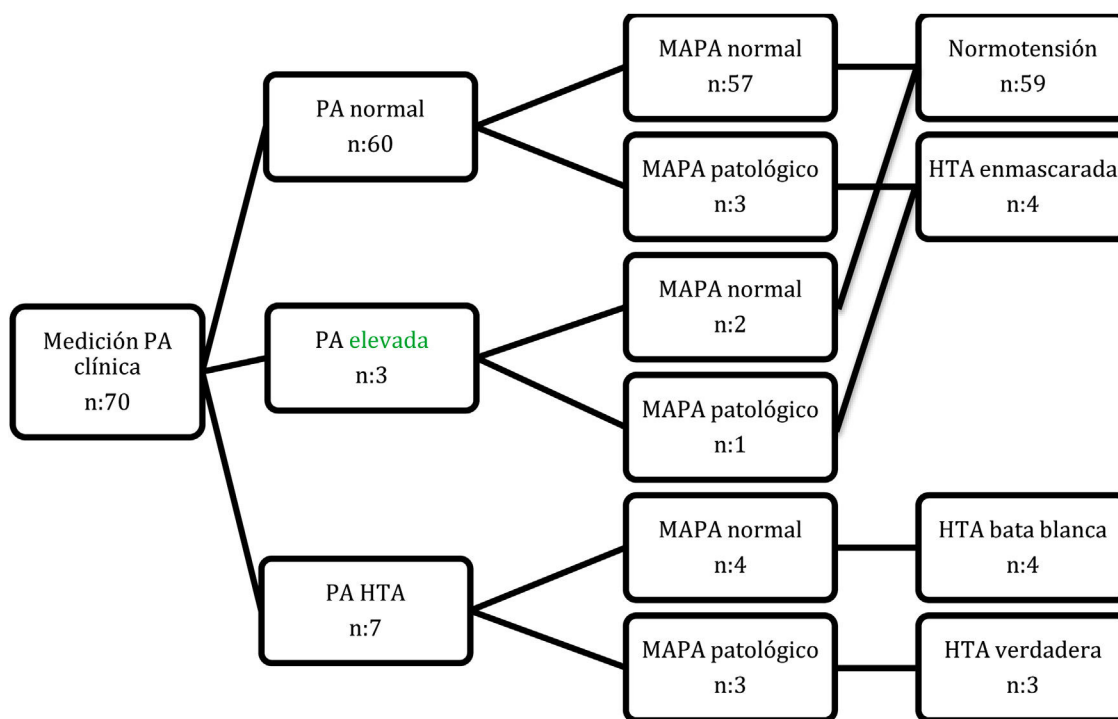 Medición PA
clínica
n:70
PA normal
n:60
PA elevada
n:3
PA HTA
n:7
MAPA normal
n:57
MAPA patológico
n:3
MAPA normal
n:2
MAPA patológico
n:1
MAPA normal
n:4
MAPA patológico
n:3
Normotensión
n:59
HTA enmascarada
n:4
HTA bata blanca
n:4
HTA verdadera
n:3